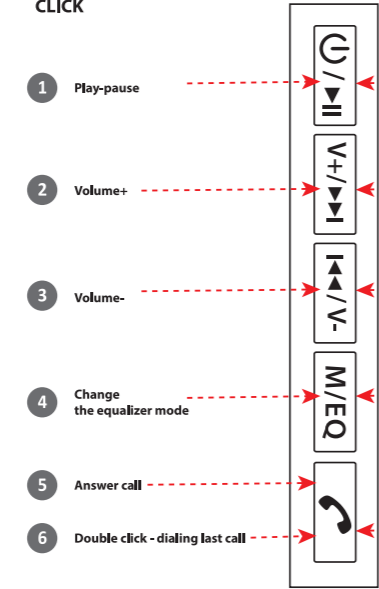 CLICK
1 Play-pause
2 Volume+
3 Volume-
4 Change
the equalizer mode
5 Answer call
6 Double click - dialing last call
/
V+/
/V-
M/EQ